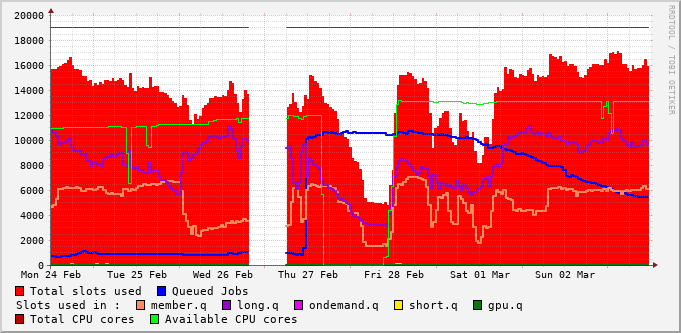 20000
18000
16000
14000
12000
10000
8000
6000
4000
2000
0
Mon 24 Feb Tue 25 Feb Wed 26 Feb Thu 27 Feb Fri 28 Feb Sat 01 Mar Sun 02 Mar
Total slots used Queued Jobs
Slots used in : member.q long.q ondemand.q short.q gpu.q
Total CPU cores Available CPU cores
RRDTOOL / TOBI OETIKER